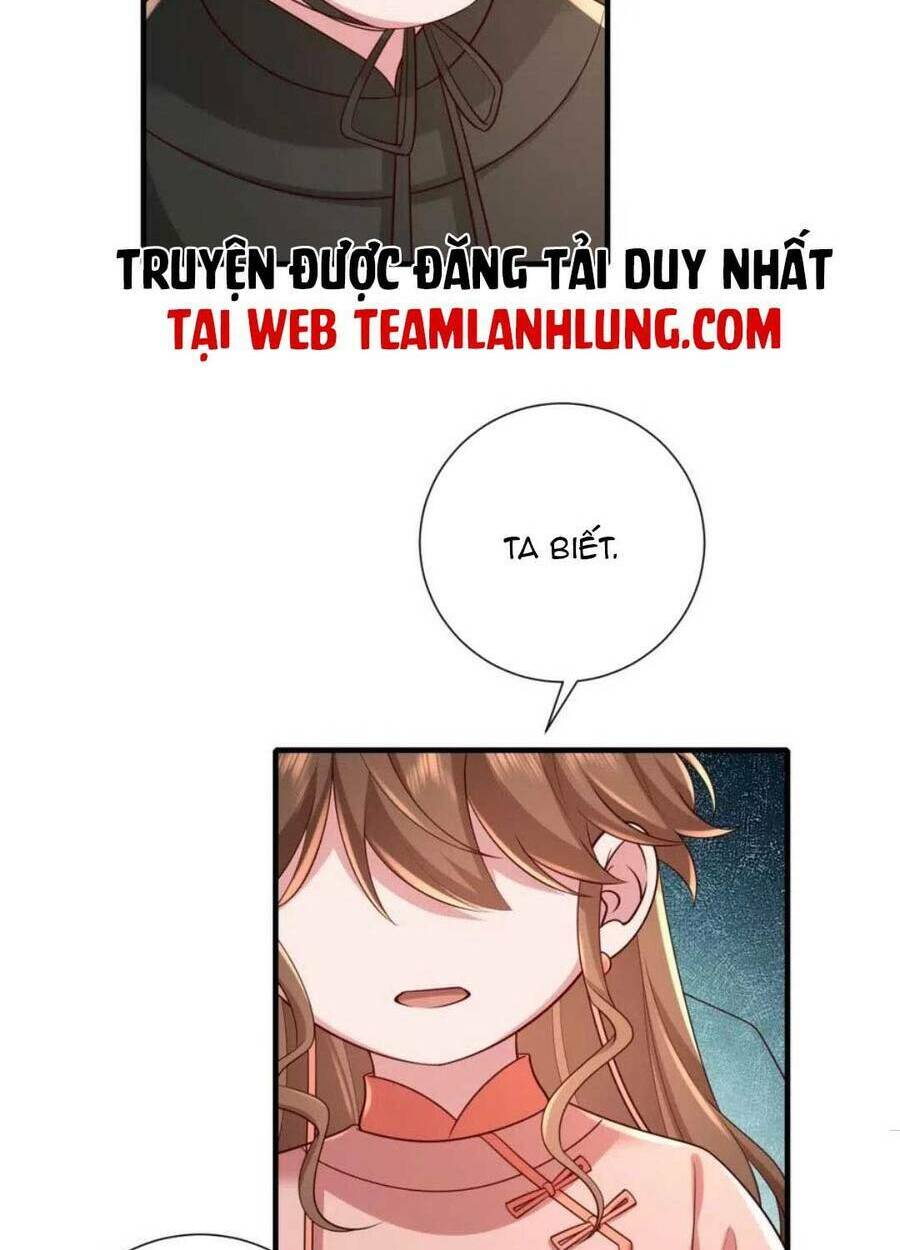 TRUYỆN ĐƯỢC ĐĂNG TẢI DUY NHẤT
TẠI WEB TEAMLANHLUNG.COM
TA BIẾT.